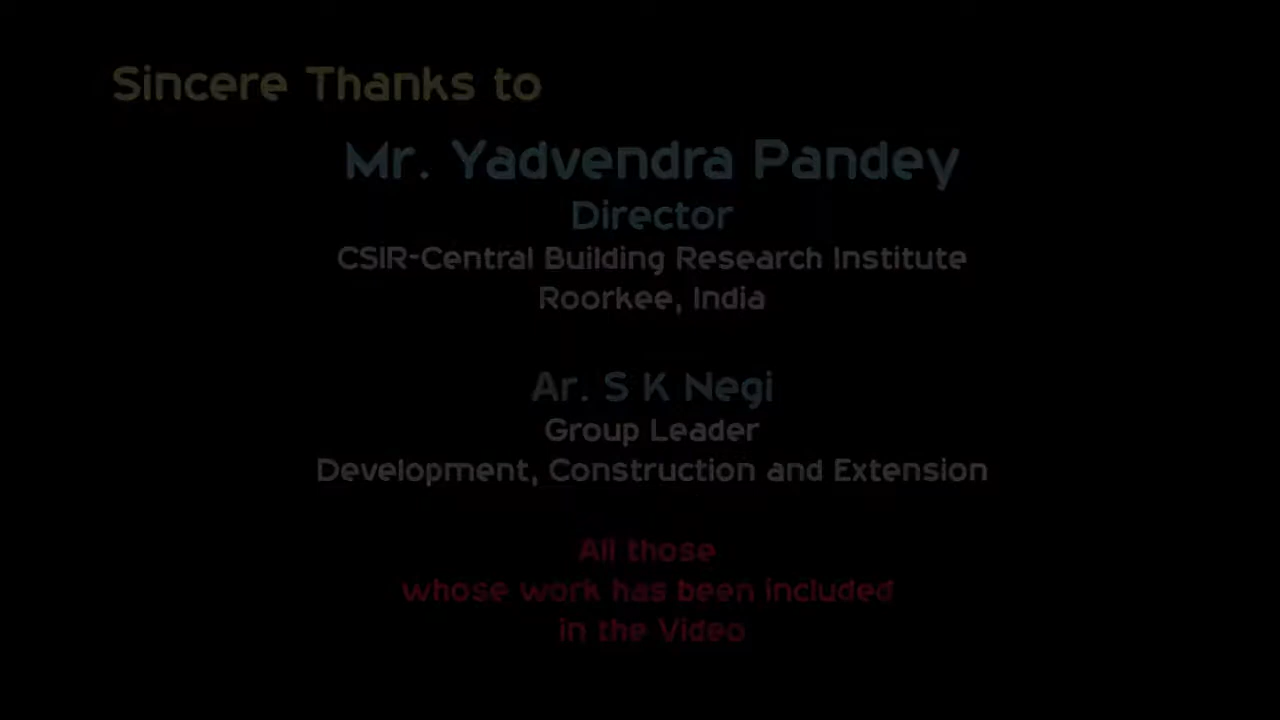 Sincere Thanks to
Mr. Yadvendra Pandey
Director
CSIR-Central Building Research Institute
Roorkee, India
Ar. S K Negi
Group Leader
Development, Construction and Extension
All those
whose work has been included
in the Video